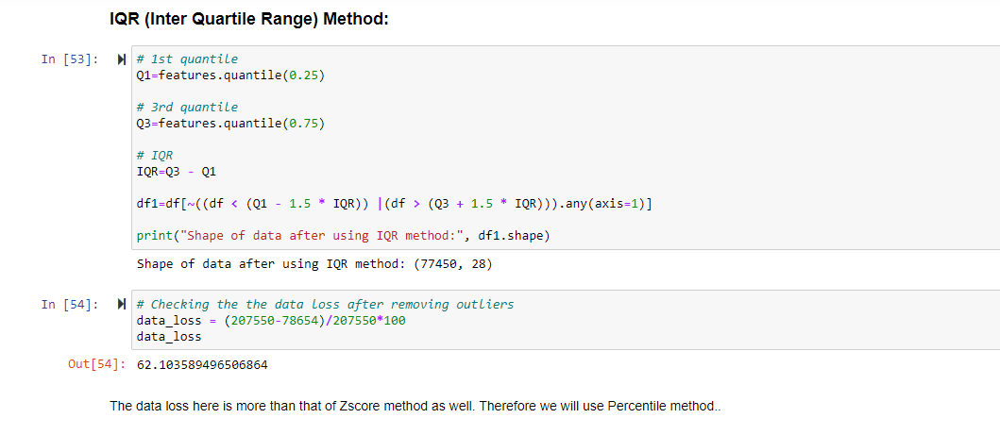 IQR (Inter Quartile Range) Method:
In [53]:
# 1st quantile
Q1=features.quantile(0.25)
# 3rd quantile
Q3=features.quantile(0.75)
# IQR
IQR=Q3 - Q1
df1=df[~((df < (Q1 - 1.5 * IQR)) |(df > (Q3 + 1.5 * IQR))).any(axis=1)]
print("Shape of data after using IQR method:", df1.shape)
Shape of data after using IQR method: (77450, 28)
In [54]:
# Checking the the data loss after removing outliers
data_loss = (207550-78654)/207550*100
data_loss
Out[54]: 62.103589496506864
The data loss here is more than that of Zscore method as well. Therefore we will use Percentile method..